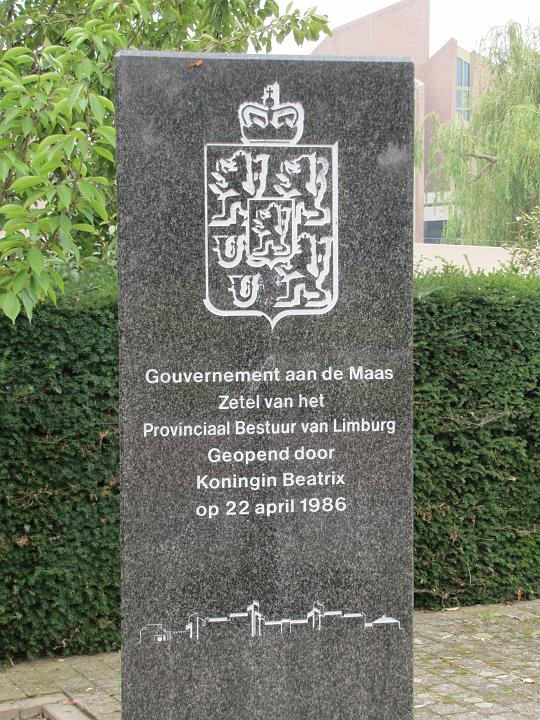 Gouvernement aan de Maas
Zetel van het
Provinciaal Bestuur van Limburg
Geopend door
Koningin Beatrix
op 22 april 1986